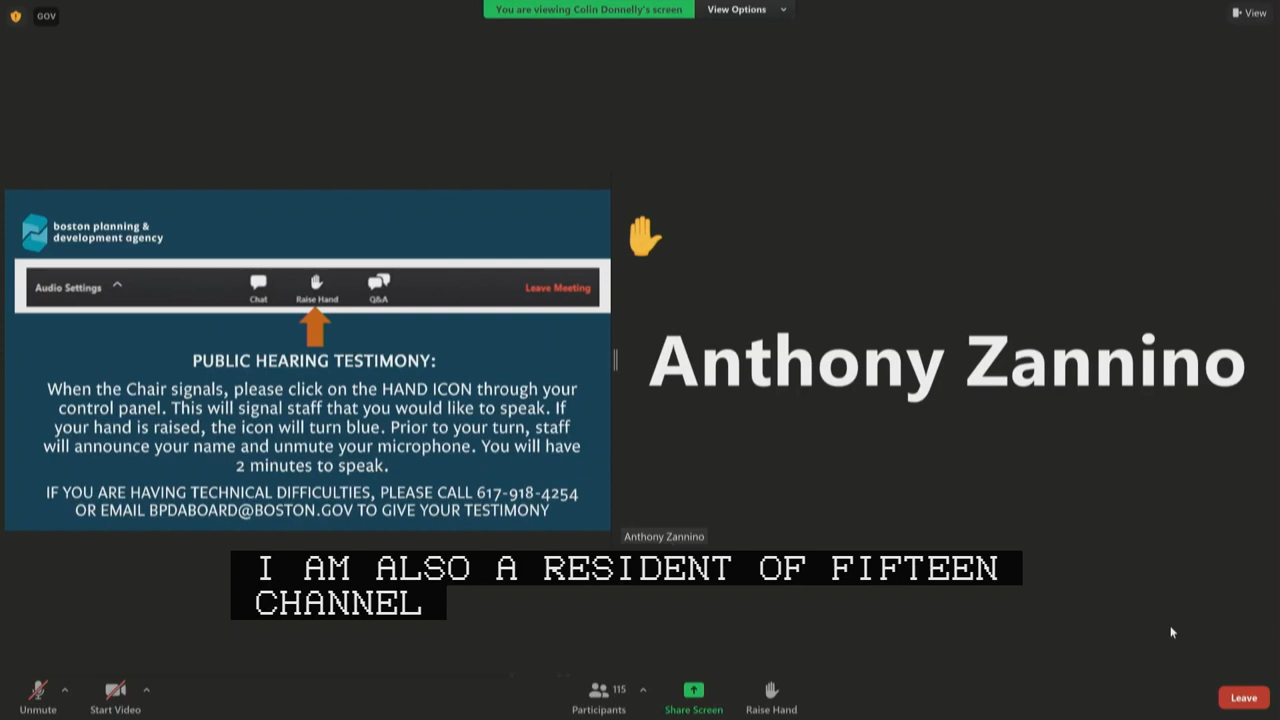 GOV
You are viewing Colin Donnelly's screen
View Options
View
boston planning &
development agency
Audio Settings
Chat
Raise Hand
Q&A
Leave Meeting
PUBLIC HEARING TESTIMONY:
When the Chair signals, please click on the HAND ICON through your
control panel. This will signal staff that you would like to speak. If
your hand is raised, the icon will turn blue. Prior to your turn, staff
will announce your name and unmute your microphone. You will have
2 minutes to speak.
IF YOU ARE HAVING TECHNICAL DIFFICULTIES, PLEASE CALL 617-918-4254
OR EMAIL BPDABOARD@BOSTON.GOV TO GIVE YOUR TESTIMONY
Anthony Zannino
Anthony Zannino
I AM ALSO A RESIDENT OF FIFTEEN
CHANNEL
Unmute
Start Video
115
Participants
Share Screen
Raise Hand
Leave